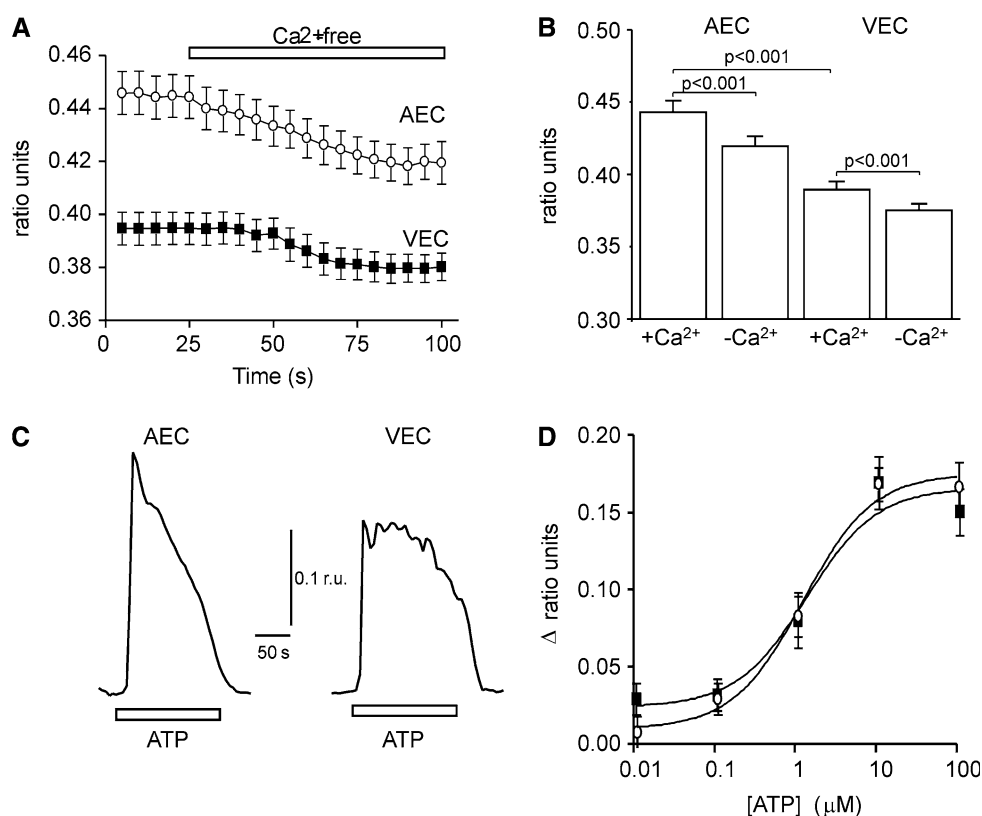 A
Ca2+free
0.46
0.44
0.42
0.40
0.38
0.36
ratio units
AEC
VEC
0
25
50
75
100
Time (s)
B
AEC
VEC
0.50
0.45
0.40
0.35
0.30
ratio units
p<0.001
p<0.001
p<0.001
+Ca²⁺
-Ca²⁺
+Ca²⁺
-Ca²⁺
C
AEC
VEC
0.1 r.u.
50 s
ATP
ATP
D
0.20
0.15
0.10
0.05
0.00
Δ ratio units
0.01
0.1
1
10
100
[ATP] (μM)